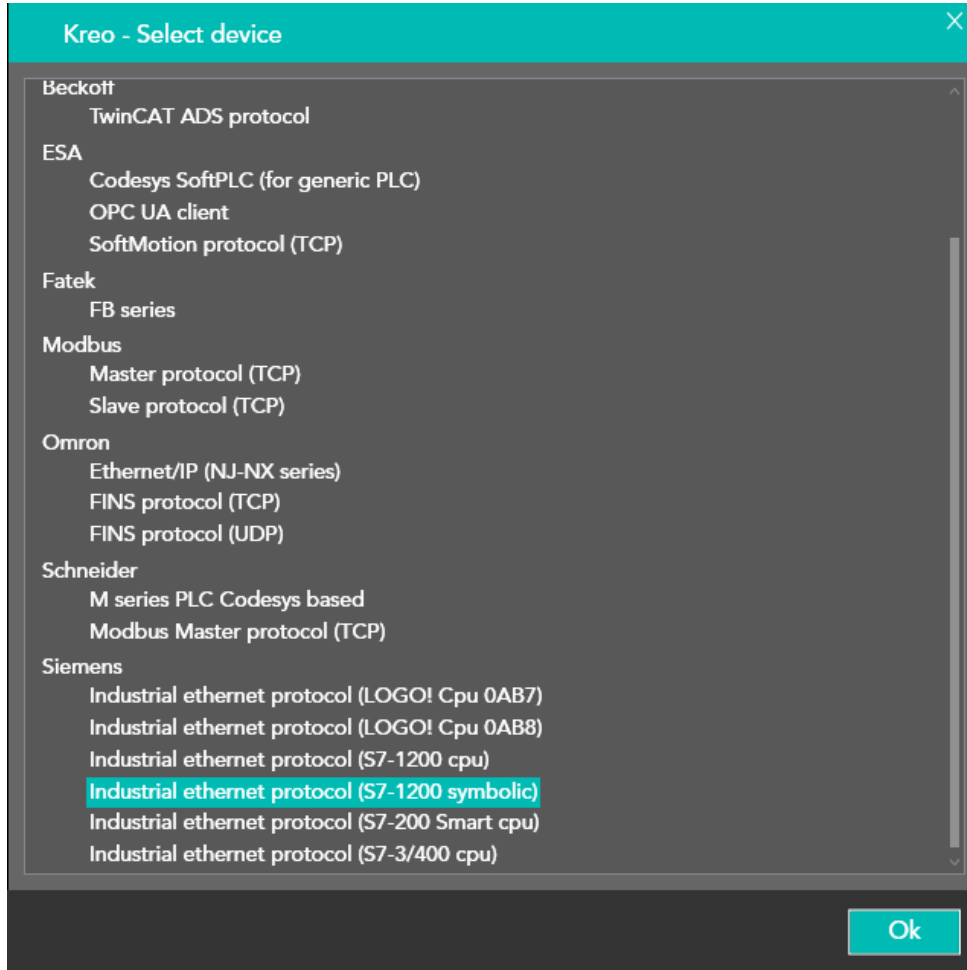 Kreo - Select device
Beckoff
TwinCAT ADS protocol
ESA
Codesys SoftPLC (for generic PLC)
OPC UA client
SoftMotion protocol (TCP)
Fatek
FB series
Modbus
Master protocol (TCP)
Slave protocol (TCP)
Omron
Ethernet/IP (NJ-NX series)
FINS protocol (TCP)
FINS protocol (UDP)
Schneider
M series PLC Codesys based
Modbus Master protocol (TCP)
Siemens
Industrial ethernet protocol (LOGO! Cpu 0AB7)
Industrial ethernet protocol (LOGO! Cpu 0AB8)
Industrial ethernet protocol (S7-1200 cpu)
Industrial ethernet protocol (S7-1200 symbolic)
Industrial ethernet protocol (S7-200 Smart cpu)
Industrial ethernet protocol (S7-3/400 cpu)
Ok